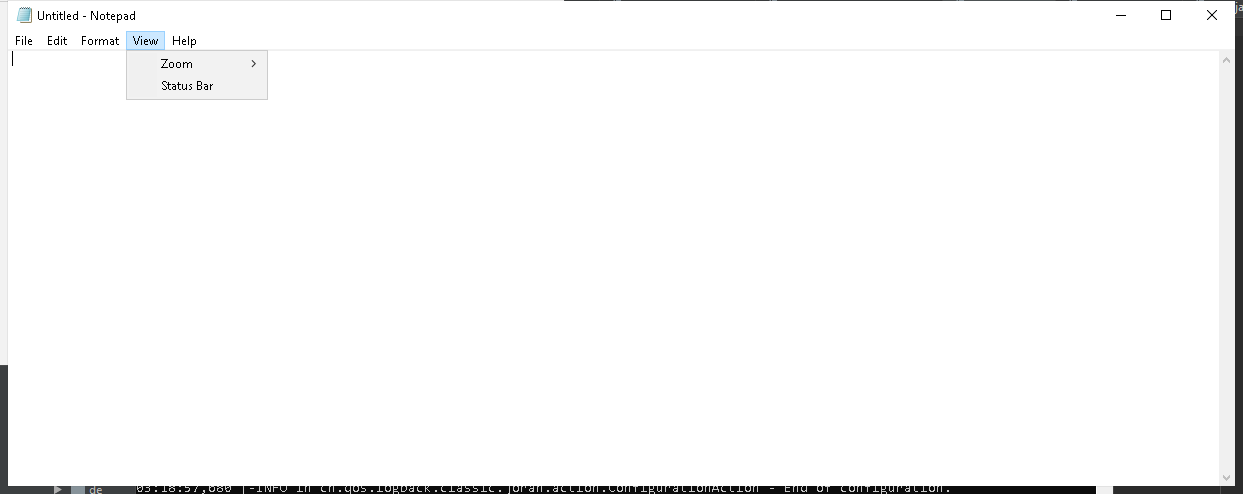 Untitled - Notepad
File Edit Format View Help
Zoom
Status Bar
de
03:18:57,680 |-INFO in ch.qos.logback.classic.joran.action.ConfigurationAction - End of configuration.